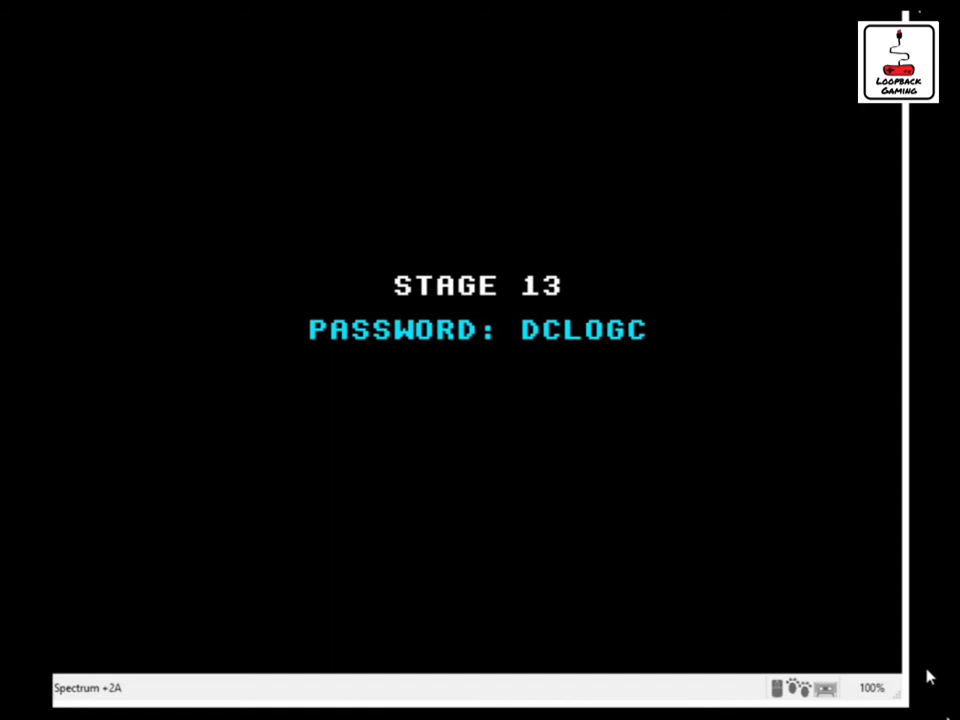 LOOPBACK
GAMING
STAGE 13
PASSWORD: DCLOGC
Spectrum +2A
100%